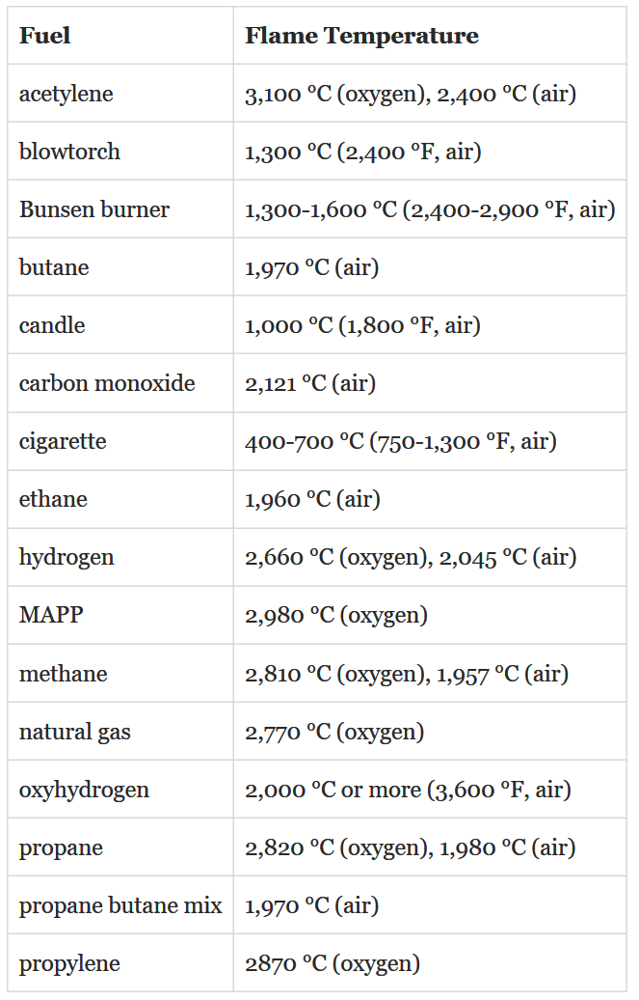 Fuel Flame Temperature
acetylene 3,100 °C (oxygen), 2,400 °C (air)
blowtorch 1,300 °C (2,400 °F, air)
Bunsen burner 1,300-1,600 °C (2,400-2,900 °F, air)
butane 1,970 °C (air)
candle 1,000 °C (1,800 °F, air)
carbon monoxide 2,121 °C (air)
cigarette 400-700 °C (750-1,300 °F, air)
ethane 1,960 °C (air)
hydrogen 2,660 °C (oxygen), 2,045 °C (air)
MAPP 2,980 °C (oxygen)
methane 2,810 °C (oxygen), 1,957 °C (air)
natural gas 2,770 °C (oxygen)
oxyhydrogen 2,000 °C or more (3,600 °F, air)
propane 2,820 °C (oxygen), 1,980 °C (air)
propane butane mix 1,970 °C (air)
propylene 2870 °C (oxygen)